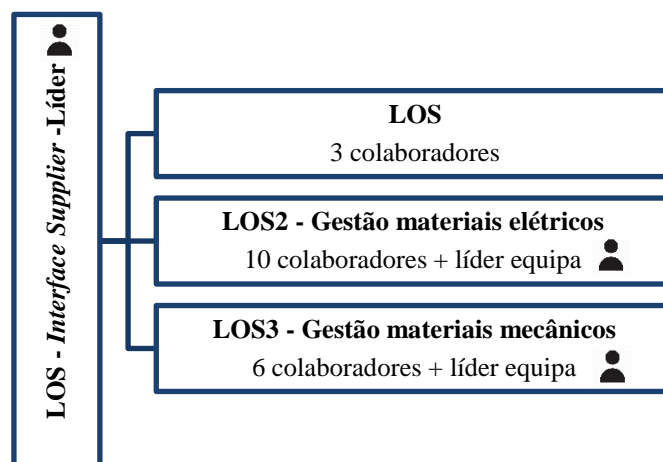 LOS - Interface Supplier -Líder
LOS
3 colaboradores
LOS2 - Gestão materiais elétricos
10 colaboradores + líder equipa
LOS3 - Gestão materiais mecânicos
6 colaboradores + líder equipa